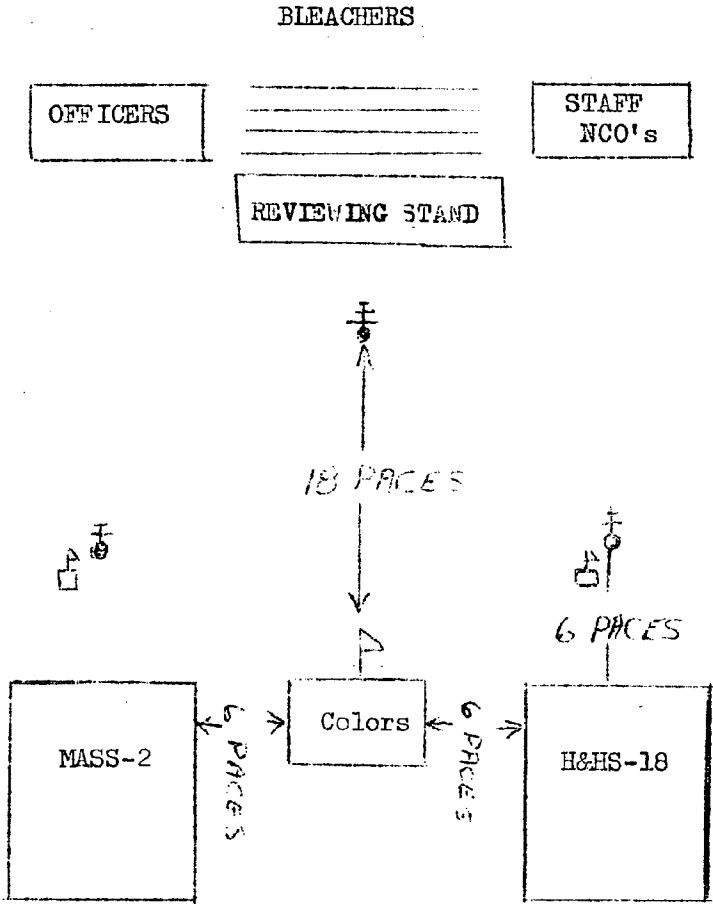 BLEACHERS
OFFICERS
STAFF
NCO's
REVIEWING STAND
18 PACES
6 PACES
MASS-2
6 PACES
Colors
6 PACES
H&HS-18